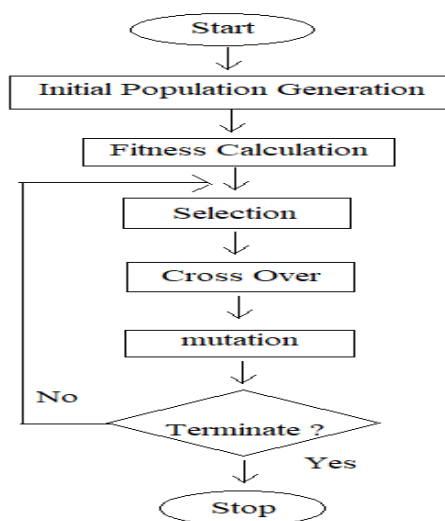 Start
Initial Population Generation
Fitness Calculation
Selection
Cross Over
mutation
No
Terminate ?
Yes
Stop